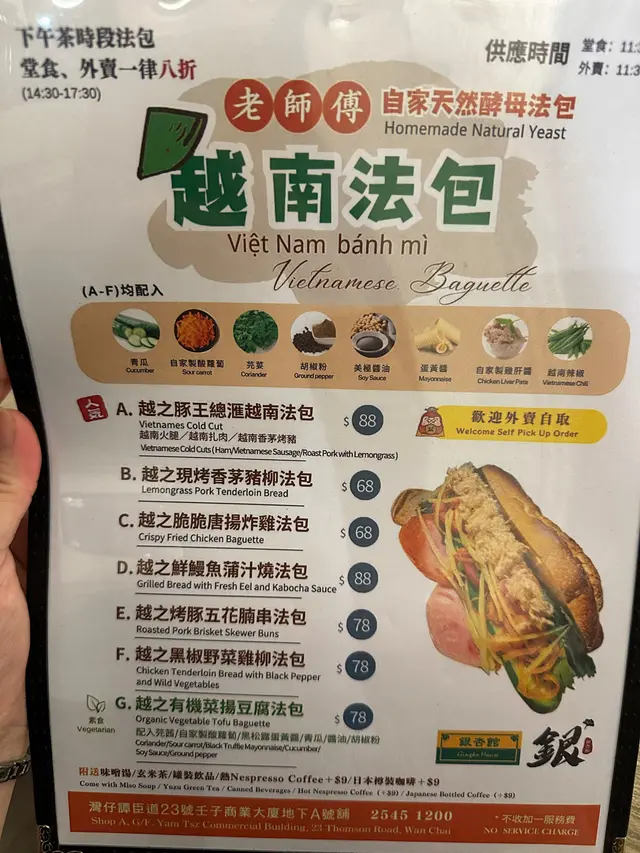 下午茶時段法包
堂食、外賣一律八折
(14:30-17:30)
供應時間
堂食：11:
外賣：11:
老師傅 自家天然酵母法包
Homemade Natural Yeast
越南法包
Việt Nam bánh mì
Vietnamese Baguette
(A-F)均配入
青瓜
Cucumber
自家製酸蘿蔔
Sour carrot
芫荽
Coriander
胡椒粉
Ground pepper
美極醬油
Soy Sauce
蛋黃醬
Mayonnaise
自家製雞肝醬
Chicken Liver Pate
越南辣椒
Vietnamese Chili
人氣
A. 越之豚王總滙越南法包 $ 88
Vietnames Cold Cut
越南火腿／越南扎肉／越南香茅烤豬
Vietnamese Cold Cuts ( Ham/Vietnamese Sausage/Roast Pork with Lemongrass )
歡迎外賣自取
Welcome Self Pick Up Order
B. 越之現烤香茅豬柳法包 $ 68
Lemongrass Pork Tenderloin Bread
C. 越之脆脆唐揚炸雞法包 $ 68
Crispy Fried Chicken Baguette
D. 越之鮮鰻魚蒲汁燒法包 $ 88
Grilled Bread with Fresh Eel and Kabocha Sauce
E. 越之烤豚五花腩串法包 $ 78
Roasted Pork Brisket Skewer Buns
F. 越之黑椒野菜雞柳法包 $ 78
Chicken Tenderloin Bread with Black Pepper
and Wild Vegetables
素食
Vegetarian
G. 越之有機菜揚豆腐法包 $ 78
Organic Vegetable Tofu Baguette
配入芫茜/自家製酸蘿蔔/黑松露蛋黃醬/青瓜/醬油/胡椒粉
Coriander/Sour carrot/Black Truffle Mayonnaise/Cucumber/
Soy Sauce/Ground pepper
銀杏館
Gingko House
銀
附送味噌湯/玄米茶/罐裝飲品/熱Nespresso Coffee+$9/日本樽裝咖啡+$9
Come with Miso Soup / Yuzu Green Tea / Canned Beverages / Hot Nespresso Coffee (+$9) / Japanese Bottled Coffee (+$9)
灣仔譚臣道23號壬子商業大廈地下A號舖 2545 1200
Shop A, G/F. Yam Tsz Commercial Building, 23 Thomson Road, Wan Chai
*不收加一服務費
NO SERVICE CHARGE